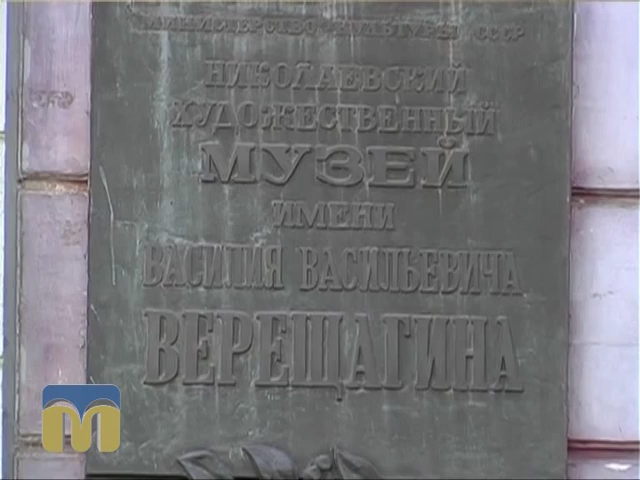 МИНИСТЕРСТВО КУЛЬТУРЫ СССР
НИКОЛАЕВСКИЙ
ХУДОЖЕСТВЕННЫЙ
МУЗЕЙ
ИМЕНИ
ВАСИЛИЯ ВАСИЛЬЕВИЧА
ВЕРЕЩАГИНА
М